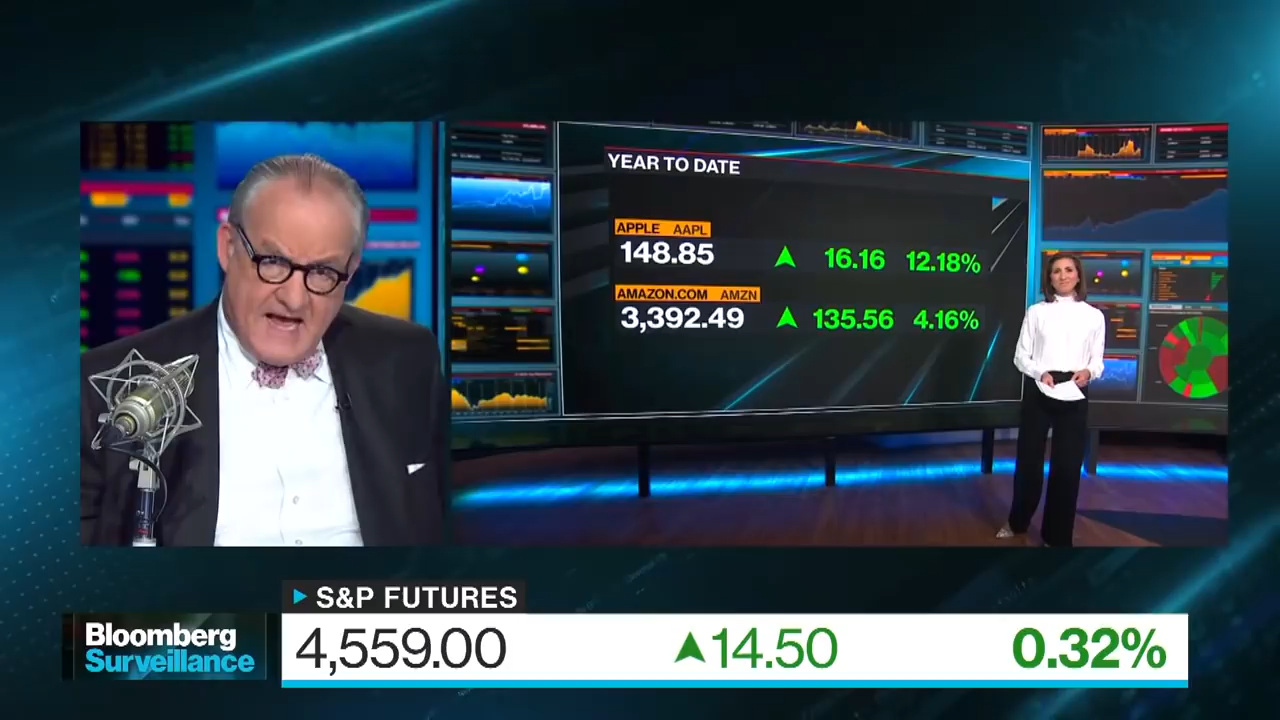 YEAR TO DATE
APPLE AAPL
148.85 16.16 12.18%
AMAZON.COM AMZN
3,392.49 135.56 4.16%
S&P FUTURES
Bloomberg
Surveillance
4,559.00 14.50 0.32%